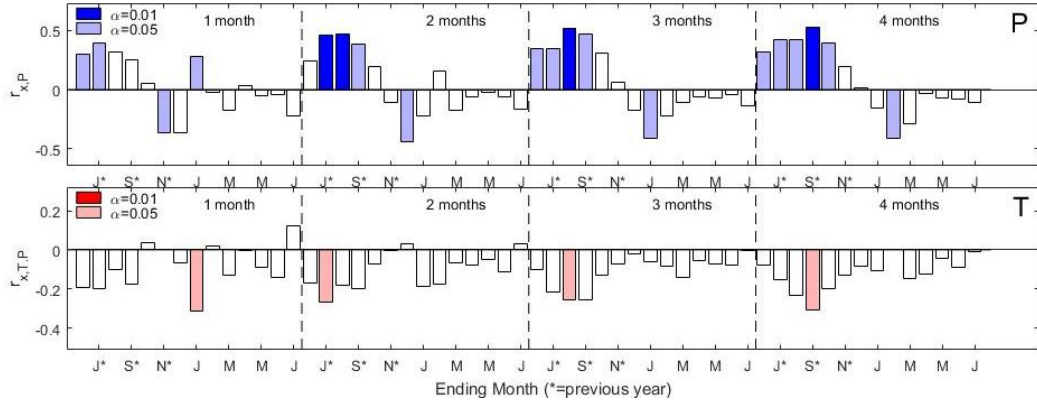 α=0.01
α=0.05
1 month 2 months 3 months 4 months P
0.5
0
-0.5
r_x,P
J* S* N* J M M J J* S* N* J M M J J* S* N* J M M J J* S* N* J M M J
α=0.01
α=0.05
1 month 2 months 3 months 4 months T
0.2
0
-0.2
-0.4
r_x,T.P
J* S* N* J M M J J* S* N* J M M J J* S* N* J M M J J* S* N* J M M J
Ending Month (*=previous year)